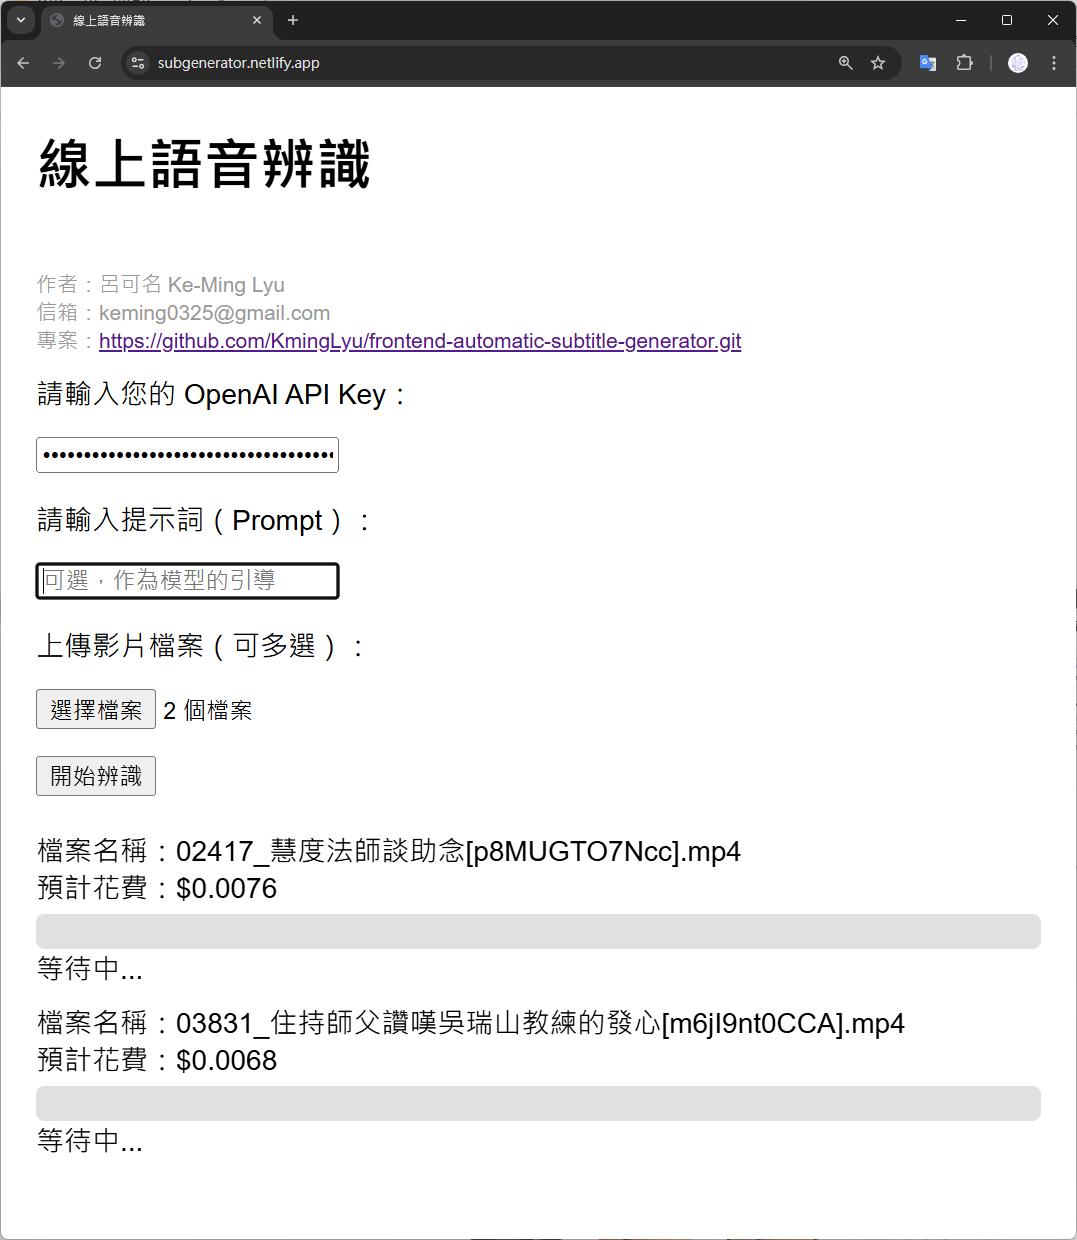 線上語音辨識
subgenerator.netlify.app
線上語音辨識
作者：呂可名 Ke-Ming Lyu
信箱：keming0325@gmail.com
專案：https://github.com/KmingLyu/frontend-automatic-subtitle-generator.git
請輸入您的 OpenAI API Key：
••••••••••••••••••••••••••••••••••••
請輸入提示詞（Prompt）：
可選，作為模型的引導
上傳影片檔案（可多選）：
選擇檔案 2 個檔案
開始辨識
檔案名稱：02417_慧度法師談助念[p8MUGTO7Ncc].mp4
預計花費：$0.0076
等待中...
檔案名稱：03831_住持師父讚嘆吳瑞山教練的發心[m6jI9nt0CCA].mp4
預計花費：$0.0068
等待中...